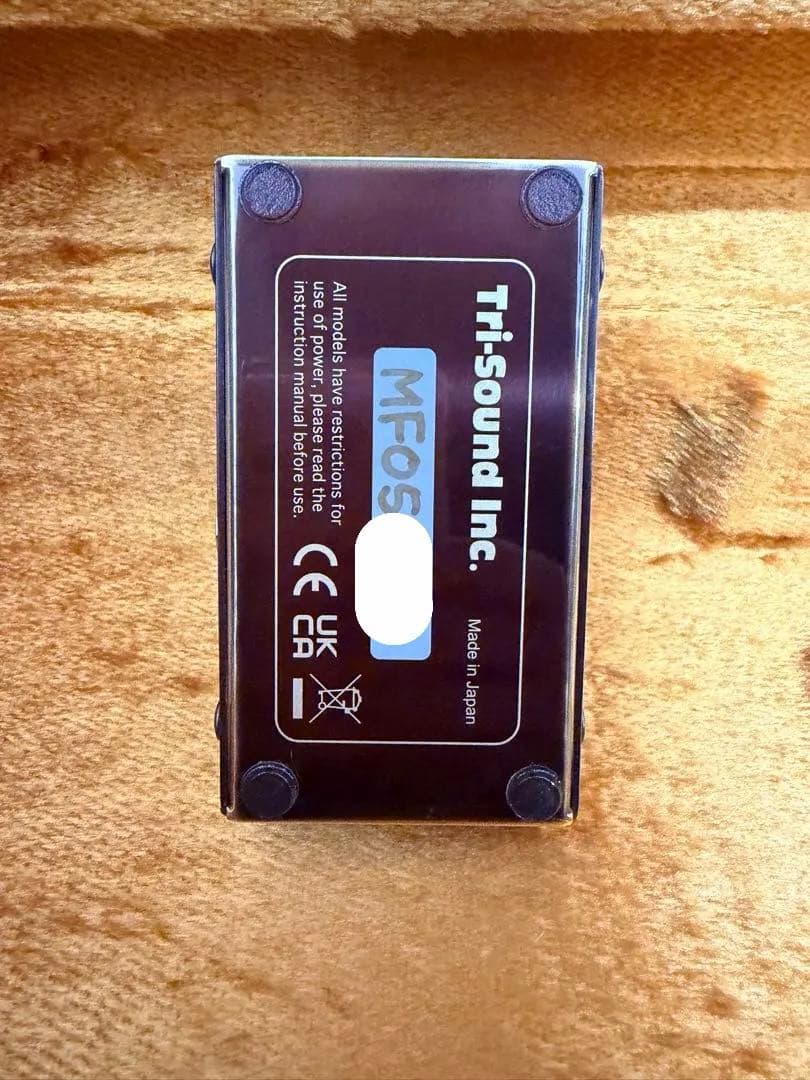 Tri-Sound Inc.
Made in Japan
MF05
All models have restrictions for
use of power, please read the
instruction manual before use.
CE
UK
CA